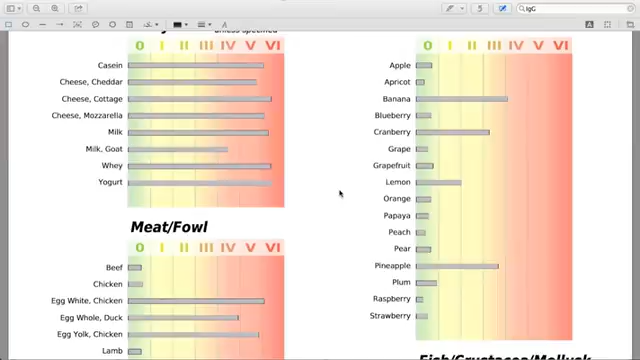 IgG
unless specified
0 I II III IV V VI
Casein
Cheese, Cheddar
Cheese, Cottage
Cheese, Mozzarella
Milk
Milk, Goat
Whey
Yogurt
Meat/Fowl
0 I II III IV V VI
Beef
Chicken
Egg White, Chicken
Egg Whole, Duck
Egg Yolk, Chicken
Lamb
0 I II III IV V VI
Apple
Apricot
Banana
Blueberry
Cranberry
Grape
Grapefruit
Lemon
Orange
Papaya
Peach
Pear
Pineapple
Plum
Raspberry
Strawberry
Fish/Crustacea/Mollusk